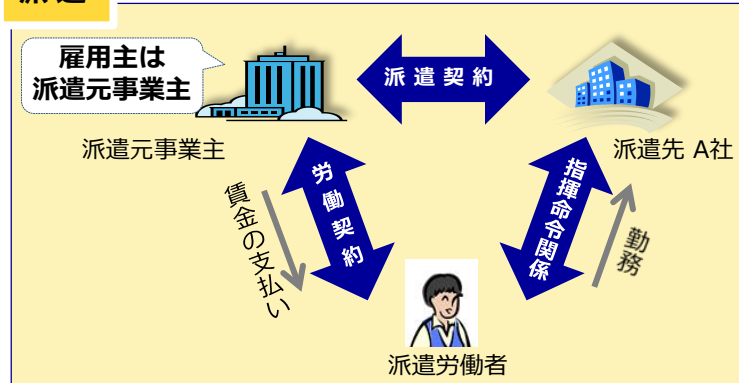 派遣
雇用主は
派遣元事業主
派遣契約
派遣元事業主
派遣先 A社
労働契約
賃金の支払い
指揮命令関係
勤務
派遣労働者